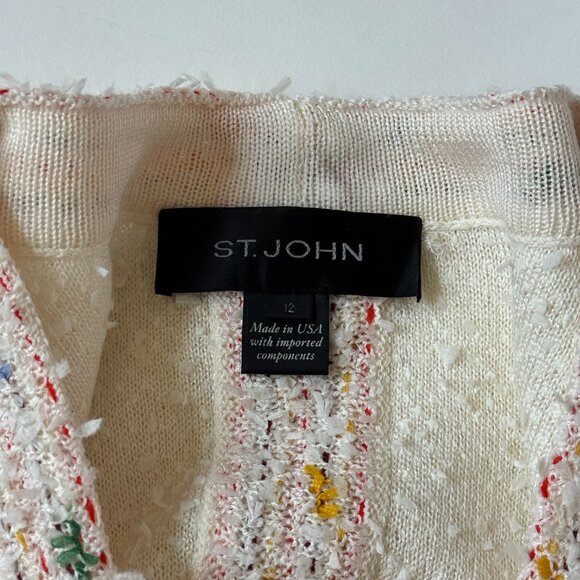 ST. JOHN
12
Made in USA
with imported
components